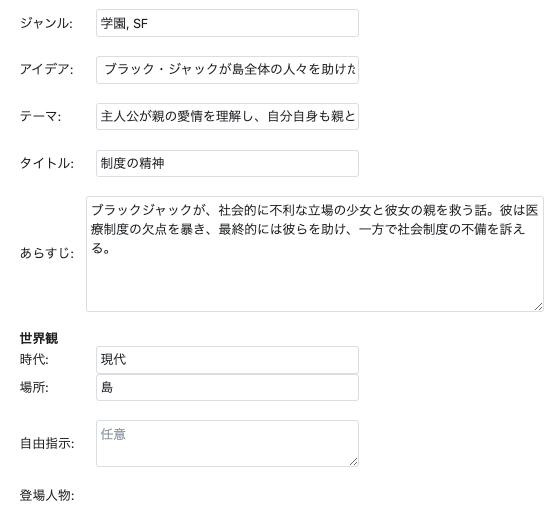 ジャンル: 学園, SF
アイデア: ブラック・ジャックが島全体の人々を助けた
テーマ: 主人公が親の愛情を理解し、自分自身も親と
タイトル: 制度の精神
あらすじ: ブラックジャックが、社会的に不利な立場の少女と彼女の親を救う話。彼は医
療制度の欠点を暴き、最終的には彼らを助け、一方で社会制度の不備を訴え
る。
世界観
時代: 現代
場所: 島
自由指示: 任意
登場人物: